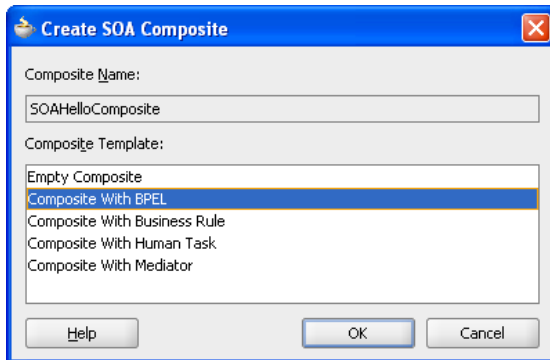 Create SOA Composite
Composite Name:
SOAHelloComposite
Composite Template:
Empty Composite
Composite With BPEL
Composite With Business Rule
Composite With Human Task
Composite With Mediator
Help OK Cancel